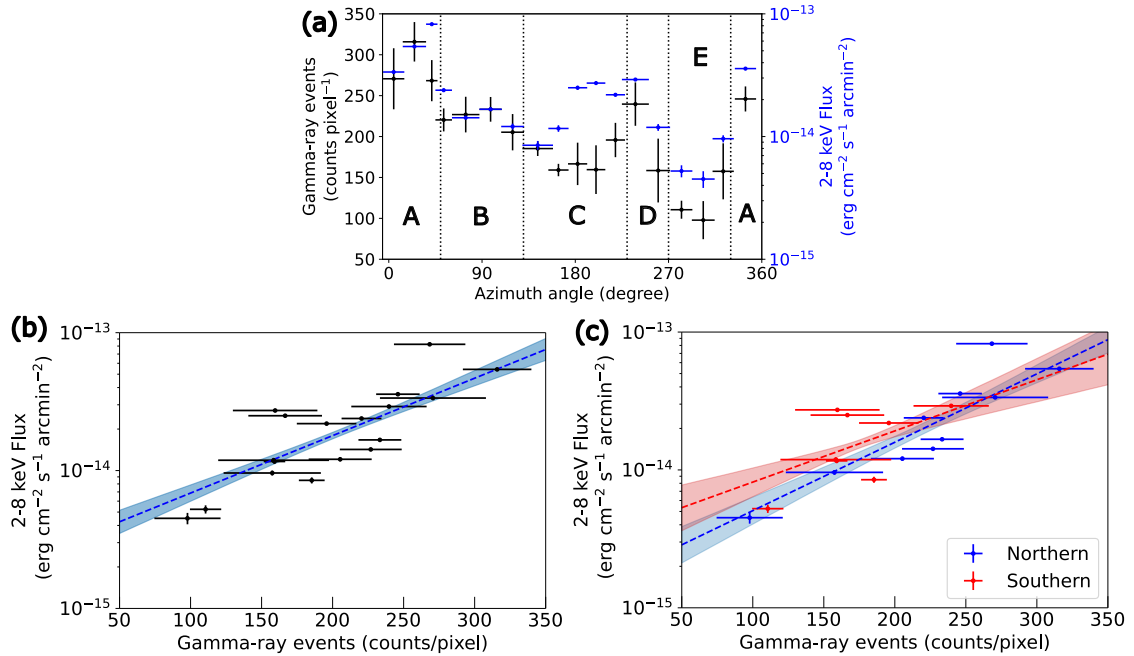 (a)
Gamma-ray events
(counts pixel⁻¹)
350
300
250
200
150
100
50
A
B
C
D
E
A
0
90
180
270
360
Azimuth angle (degree)
10⁻¹³
10⁻¹⁴
10⁻¹⁵
2-8 keV Flux
(erg cm⁻² s⁻¹ arcmin⁻²)
(b)
2-8 keV Flux
(erg cm⁻² s⁻¹ arcmin⁻²)
10⁻¹³
10⁻¹⁴
10⁻¹⁵
50
100
150
200
250
300
350
Gamma-ray events (counts/pixel)
(c)
2-8 keV Flux
(erg cm⁻² s⁻¹ arcmin⁻²)
10⁻¹³
10⁻¹⁴
10⁻¹⁵
Northern
Southern
50
100
150
200
250
300
350
Gamma-ray events (counts/pixel)